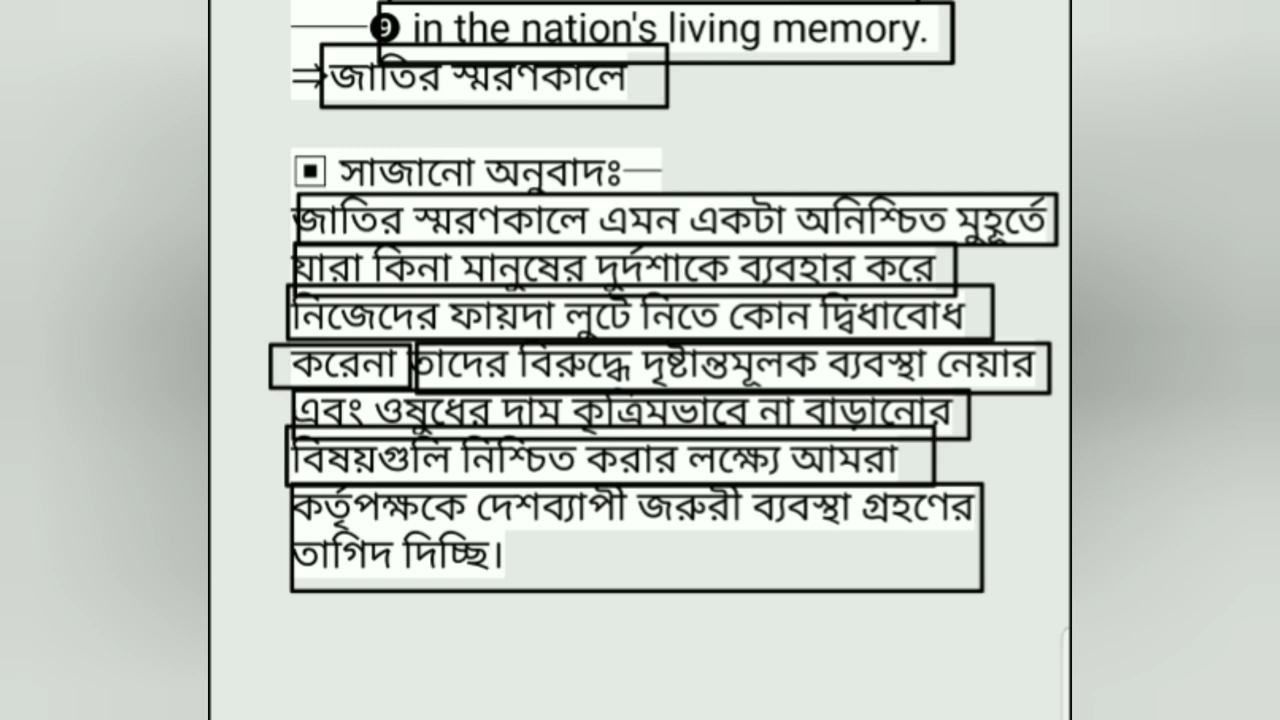 ❾ in the nation's living memory.
⇒জাতির স্মরণকালে
▣ সাজানো অনুবাদঃ—
জাতির স্মরণকালে এমন একটা অনিশ্চিত মুহূর্তে
যারা কিনা মানুষের দুর্দশাকে ব্যবহার করে
নিজেদের ফায়দা লুটে নিতে কোন দ্বিধাবোধ
করেনা তাদের বিরুদ্ধে দৃষ্টান্তমূলক ব্যবস্থা নেয়ার
এবং ওষুধের দাম কৃত্রিমভাবে না বাড়ানোর
বিষয়গুলি নিশ্চিত করার লক্ষ্যে আমরা
কর্তৃপক্ষকে দেশব্যাপী জরুরী ব্যবস্থা গ্রহণের
তাগিদ দিচ্ছি।